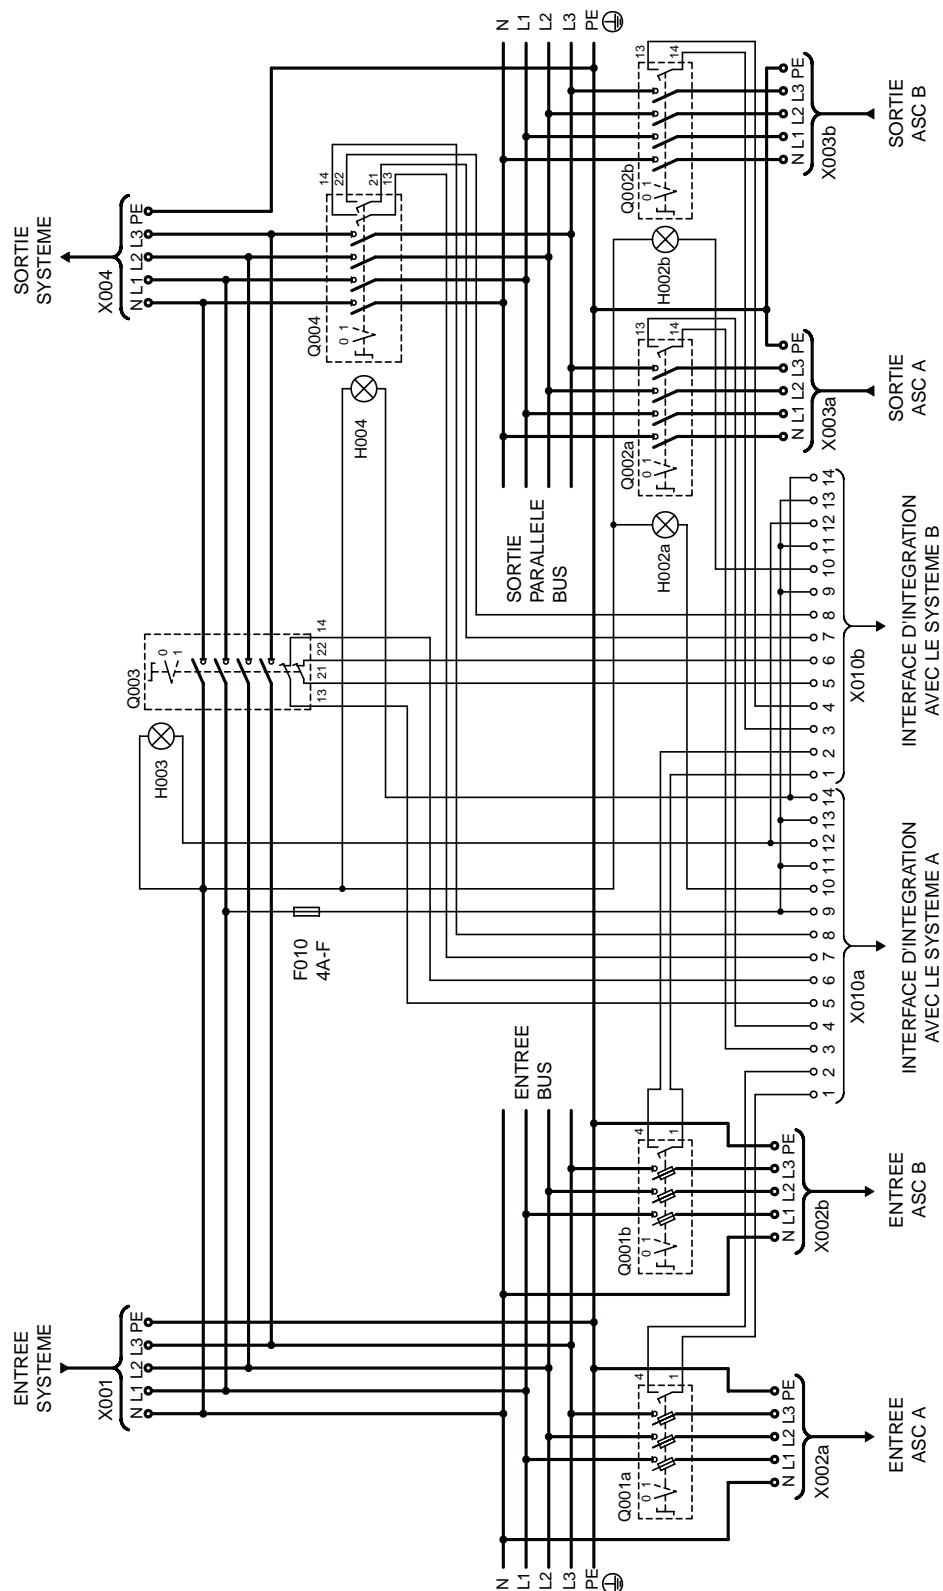 SORTIE
SYSTEME
X004
N L1 L2 L3 PE
Q004
0 1
14
22
21
13
H004
N
L1
L2
L3
PE
SORTIE
PARALLELE
BUS
Q002b
0 1
13
14
H002b
N L1 L2 L3 PE
X003b
SORTIE
ASC B
Q002a
0 1
13
14
H002a
N L1 L2 L3 PE
X003a
SORTIE
ASC A
Q003
0 1
13
21
22
14
H003
F010
4A-F
1 2 3 4 5 6 7 8 9 10 11 12 13 14
X010b
INTERFACE D'INTEGRATION
AVEC LE SYSTEME B
1 2 3 4 5 6 7 8 9 10 11 12 13 14
X010a
INTERFACE D'INTEGRATION
AVEC LE SYSTEME A
ENTREE
SYSTEME
X001
N L1 L2 L3 PE
ENTREE
BUS
Q001b
0 1
4
1
N L1 L2 L3 PE
X002b
ENTREE
ASC B
Q001a
0 1
4
1
N L1 L2 L3 PE
X002a
ENTREE
ASC A
N
L1
L2
L3
PE